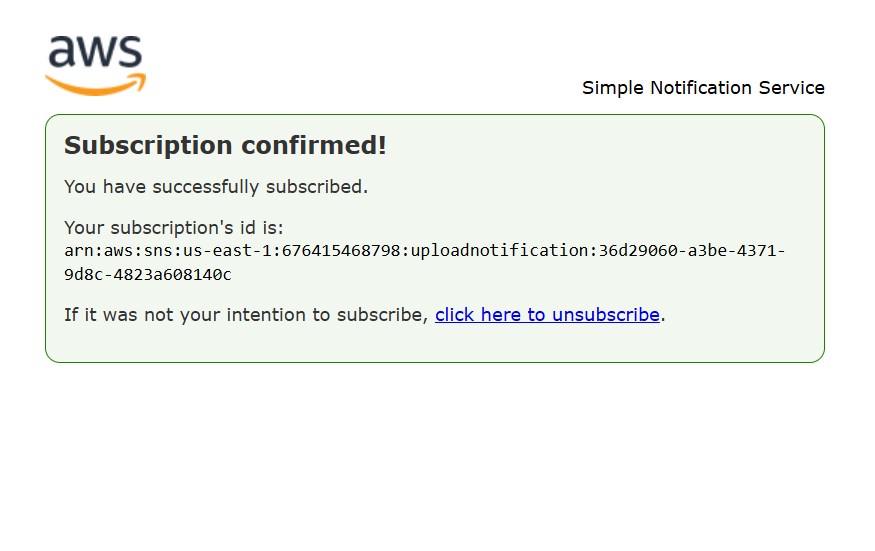 aws
Simple Notification Service
Subscription confirmed!
You have successfully subscribed.
Your subscription's id is:
arn:aws:sns:us-east-1:676415468798:uploadnotification:36d29060-a3be-4371-
9d8c-4823a608140c
If it was not your intention to subscribe, click here to unsubscribe.